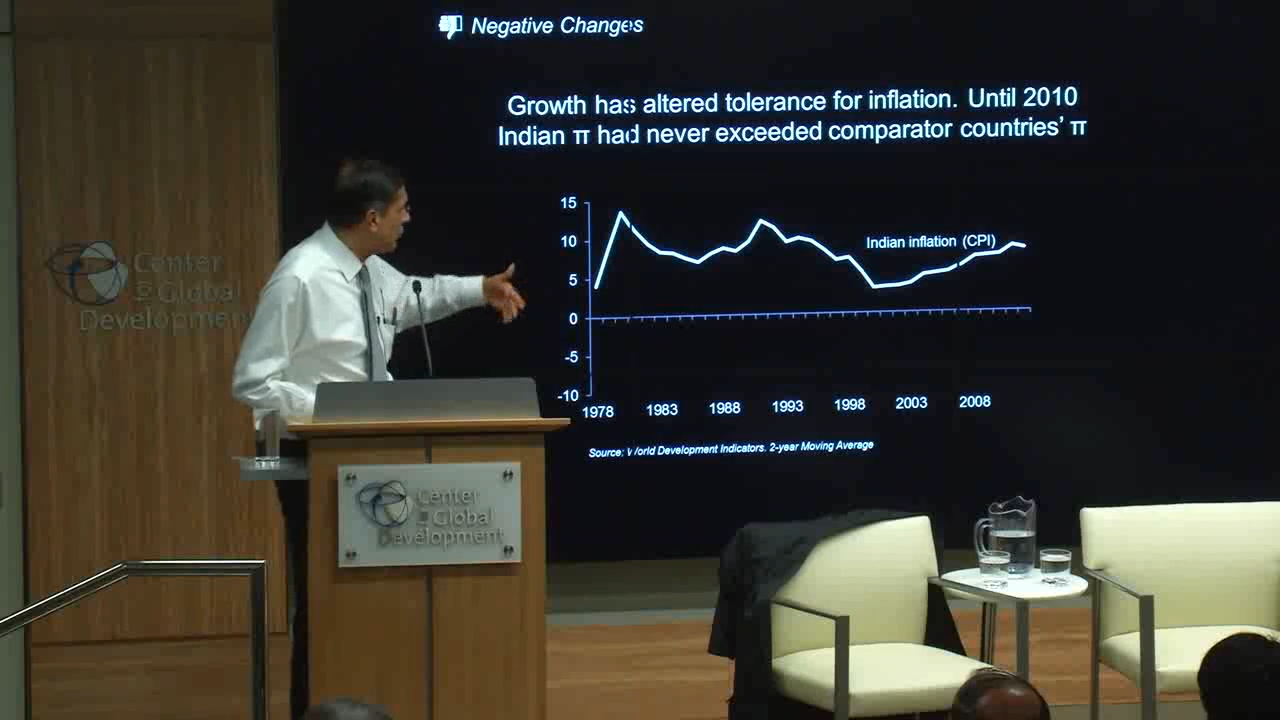 Negative Changes
Growth has altered tolerance for inflation. Until 2010
Indian π had never exceeded comparator countries' π
15
10
5
0
-5
-10
Indian inflation (CPI)
1978 1983 1988 1993 1998 2003 2008
Source: World Development Indicators. 2-year Moving Average
Center
for Global
Development
Center
for Global
Development